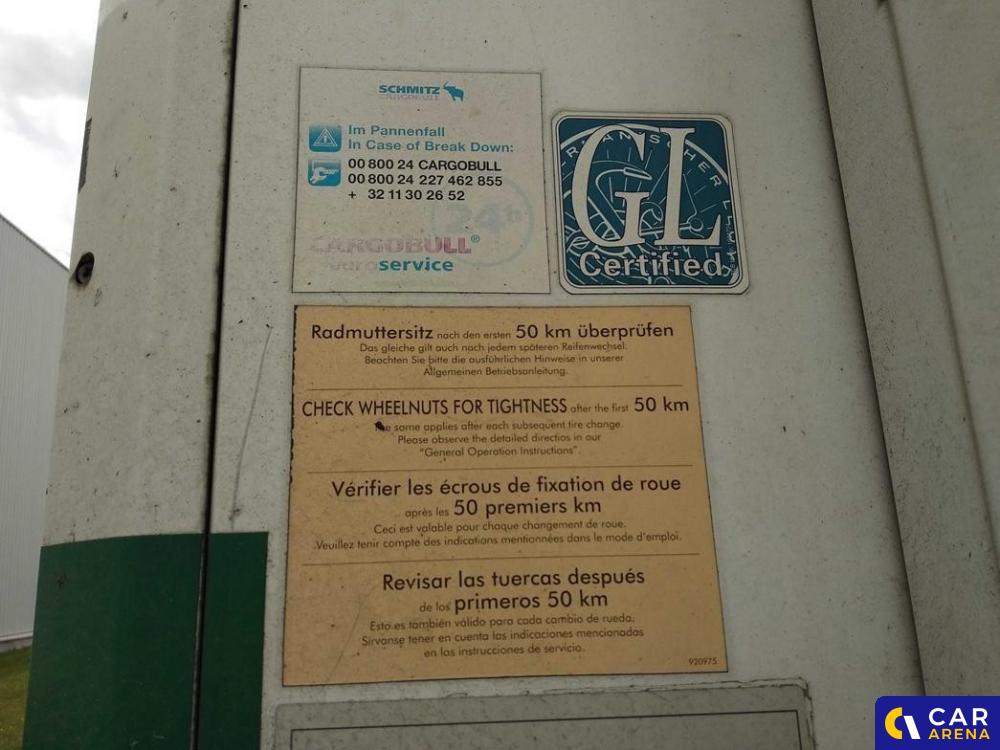 SCHMITZ
CARGOBULL
Im Pannenfall
In Case of Break Down:
00 800 24 CARGOBULL
00 800 24 227 462 855
+ 32 11 30 26 52
24h
CARGOBULL®
euroservice
GL
Certified
Radmuttersitz nach den ersten 50 km überprüfen
Das gleiche gilt auch nach jedem späteren Reifenwechsel.
Beachten Sie bitte die ausführlichen Hinweise in unserer
Allgemeinen Betriebsanleitung.
CHECK WHEELNUTS FOR TIGHTNESS after the first 50 km
The same applies after each subsequent tire change.
Please observe the detailed directios in our
"General Operation Instructions".
Vérifier les écrous de fixation de roue
après les 50 premiers km
Ceci est valable pour chaque changement de roue.
Veuillez tenir compte des indications mentionnées dans le mode d'emploi.
Revisar las tuercas después
de los primeros 50 km
Esto es también válido para cada cambio de rueda.
Sirvanse tener en cuenta las indicaciones mencionadas
en las instrucciones de servicio.
920975
CAR
ARENA